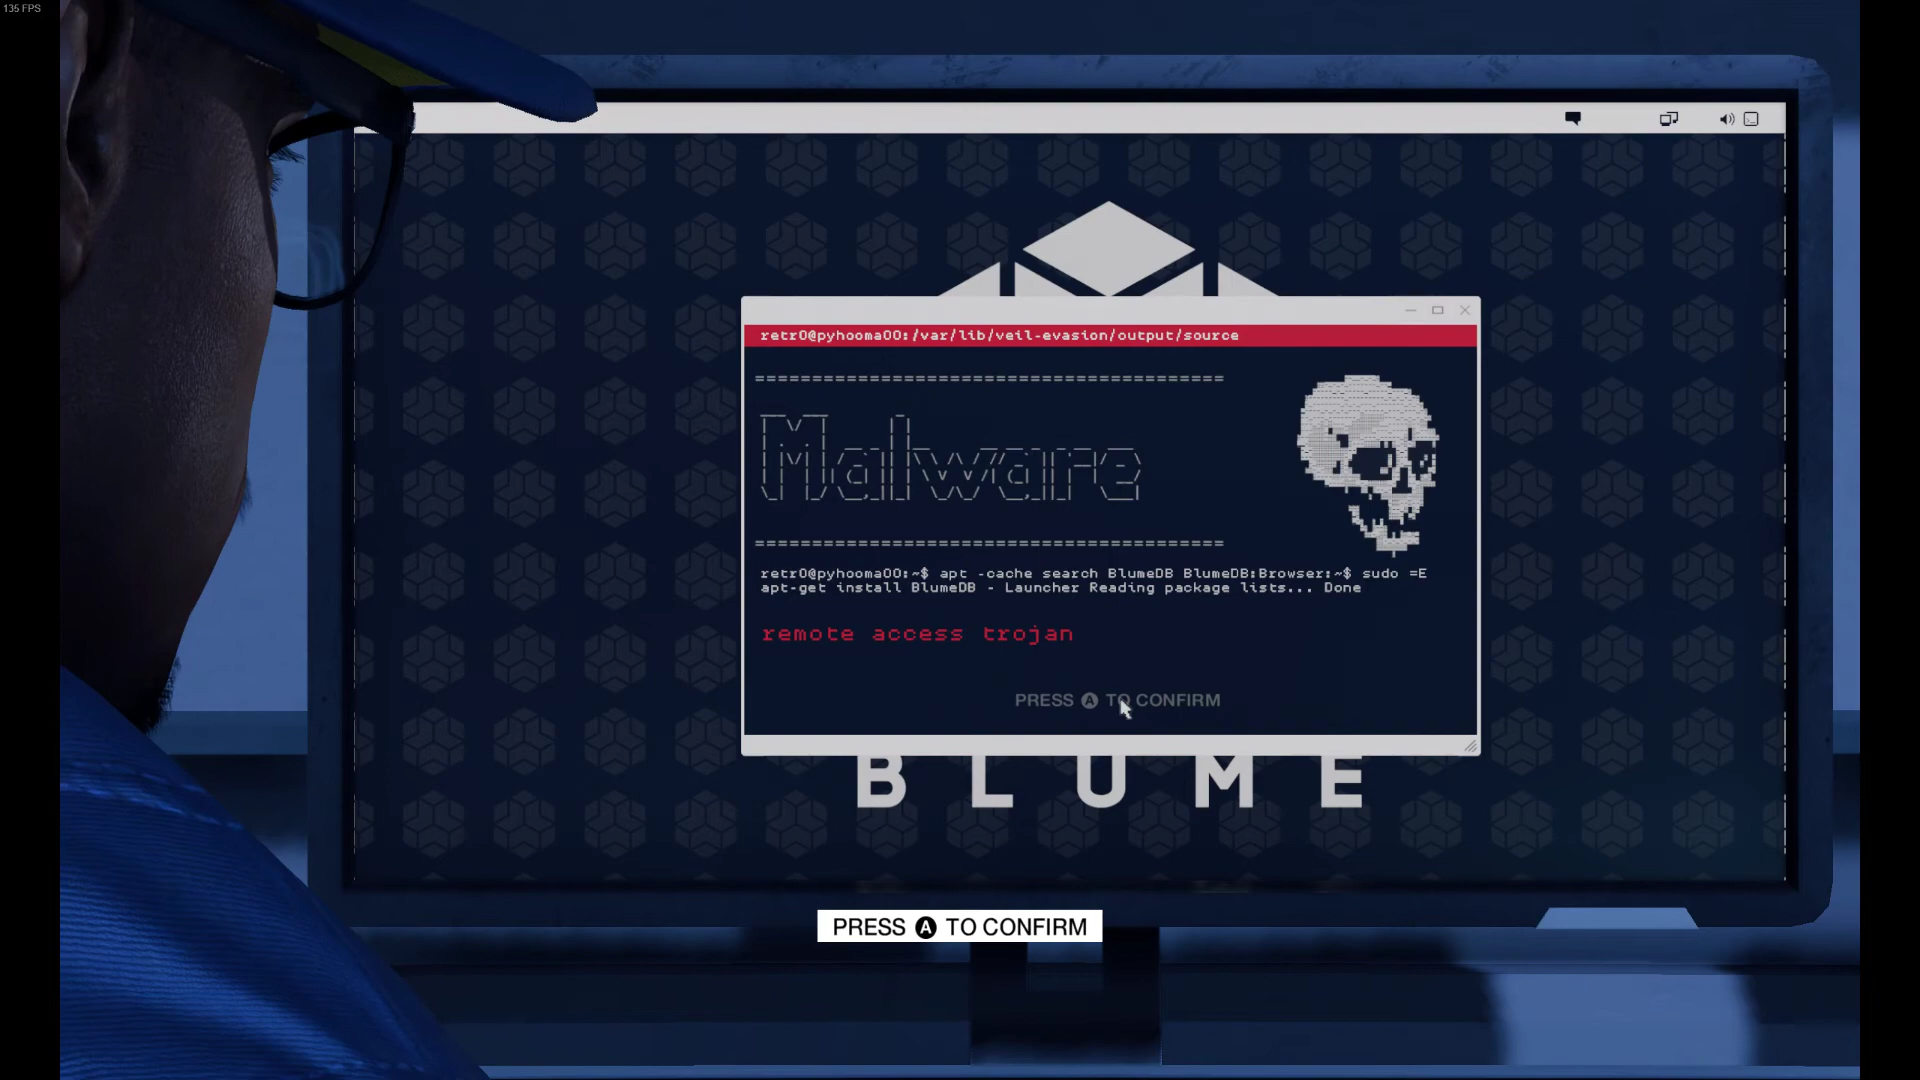 135 FPS
retr0@pyhooma00:/var/lib/veil-evasion/output/source
=========================================
Malware
=========================================
retr0@pyhooma00:~$ apt -cache search BlumeDB BlumeDB:Browser:~$ sudo =E
apt-get install BlumeDB - Launcher Reading package lists... Done
remote access trojan
PRESS A TO CONFIRM
BLUME
PRESS A TO CONFIRM